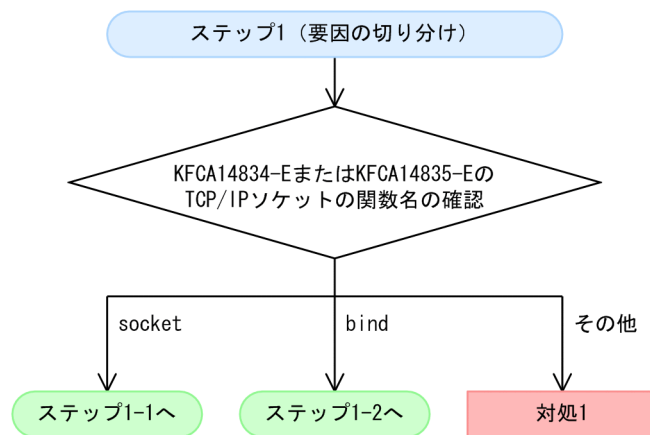 ステップ1（要因の切り分け）
KFCA14834-EまたはKFCA14835-Eの
TCP/IPソケットの関数名の確認
socket
bind
その他
ステップ1-1へ
ステップ1-2へ
対処1